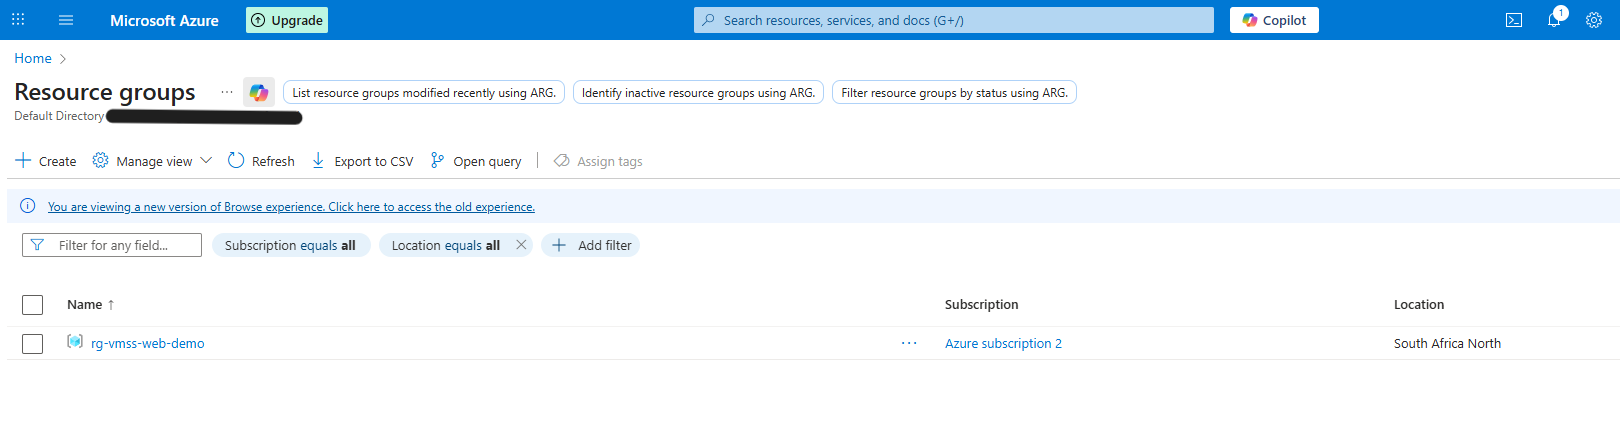 Microsoft Azure Upgrade Search resources, services, and docs (G+/) Copilot 1
Home >
Resource groups ... List resource groups modified recently using ARG. Identify inactive resource groups using ARG. Filter resource groups by status using ARG.
Default Directory
Create Manage view Refresh Export to CSV Open query Assign tags
You are viewing a new version of Browse experience. Click here to access the old experience.
Filter for any field... Subscription equals all Location equals all Add filter
Name ↑ Subscription Location
rg-vmss-web-demo ... Azure subscription 2 South Africa North